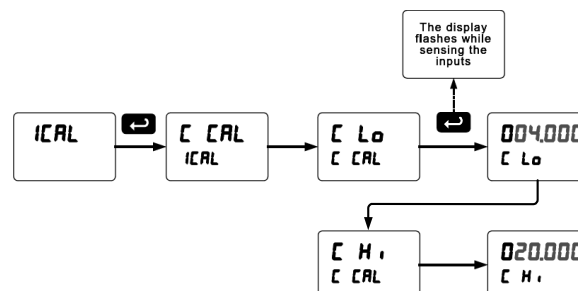 The display
flashes while
sensing the
inputs
ICAL
C CAL
ICAL
C Lo
C CAL
004.000
C Lo
C Hi
C CAL
020.000
C Hi